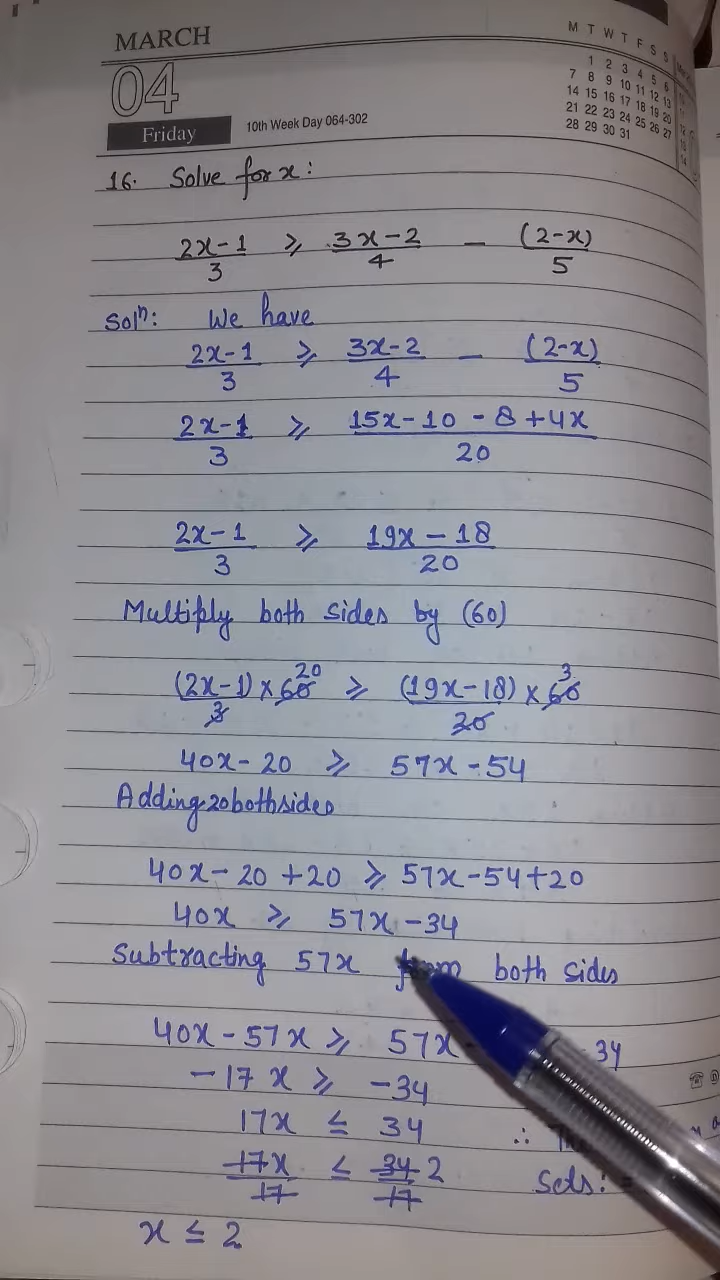 MARCH
04
Friday
10th Week Day 064-302
M T W T F S S
1 2 3 4 5 6
7 8 9 10 11 12 13
14 15 16 17 18 19 20
21 22 23 24 25 26 27
28 29 30 31
16. Solve for x:
(2x-1)/3 ⩾ (3x-2)/4 - (2-x)/5
Solⁿ: We have
(2x-1)/3 ⩾ (3x-2)/4 - (2-x)/5
(2x-1)/3 ⩾ (15x-10-8+4x)/20
(2x-1)/3 ⩾ (19x-18)/20
Multiply both sides by (60)
(2x-1)/3 × 60 20 ⩾ (19x-18)/20 × 60 3
40x-20 ⩾ 57x-54
Adding 20 both sides
40x-20+20 ⩾ 57x-54+20
40x ⩾ 57x-34
Subtracting 57x from both sides
40x-57x ⩾ 57x - 34
-17x ⩾ -34
17x ≤ 34 ∴
17x/17 ≤ 34/17 2 Sets: =
x ≤ 2